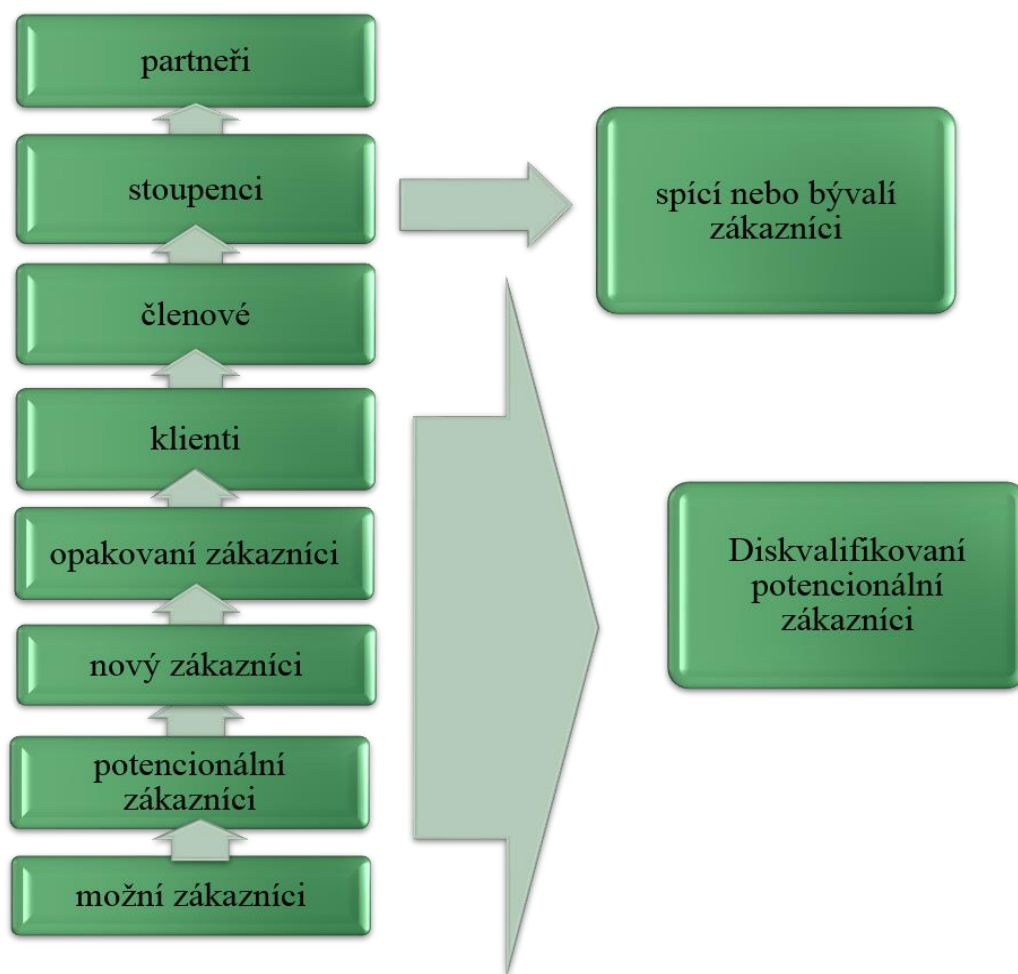 partneři
stoupenci
členové
klienti
opakovaní zákazníci
nový zákazníci
potencionální
zákazníci
možní zákazníci
spící nebo bývalí
zákazníci
Diskvalifikovaní
potencionální
zákazníci